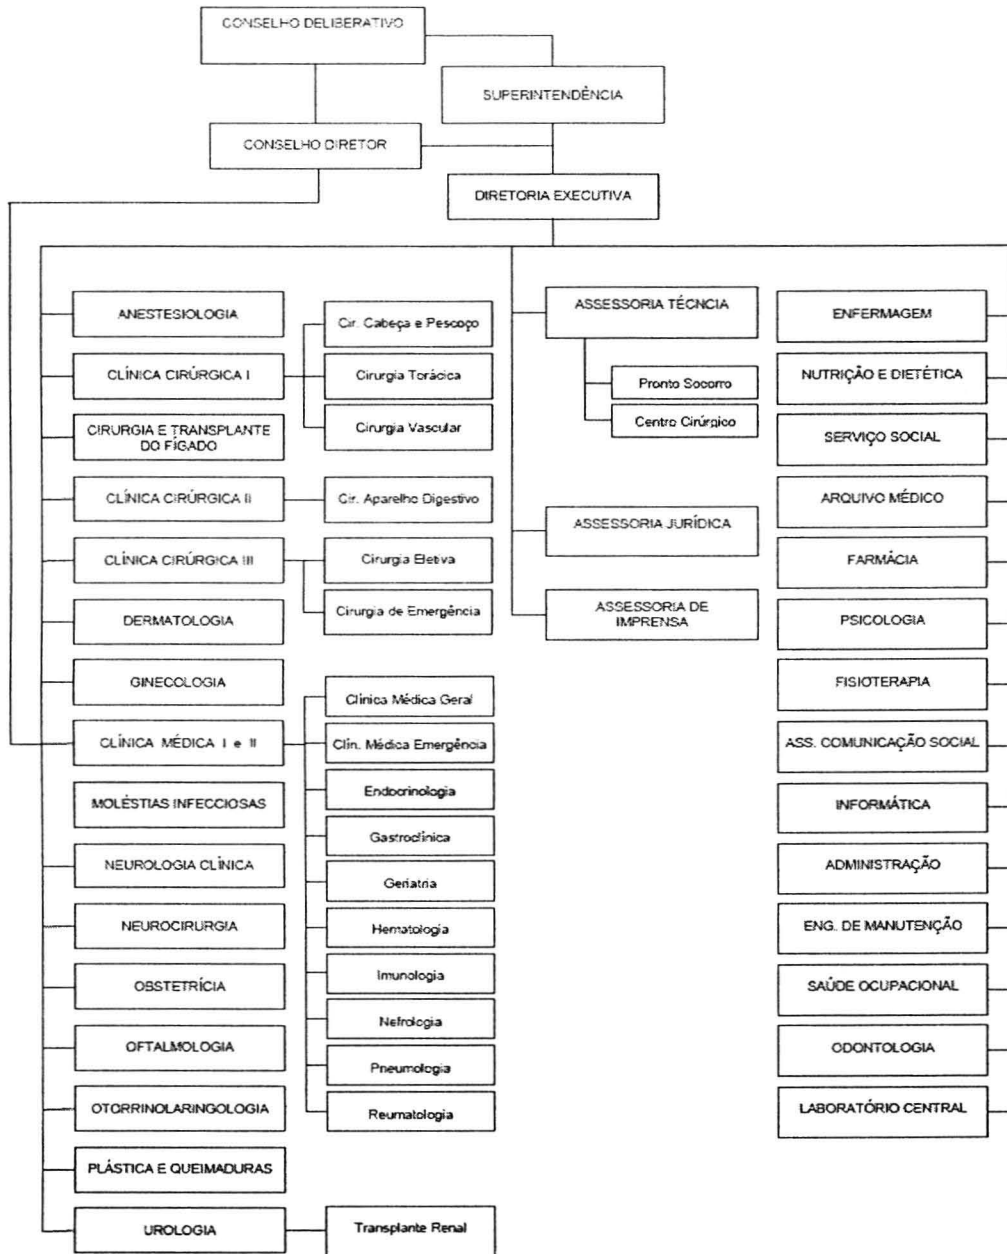 CONSELHO DELIBERATIVO
SUPERINTENDÊNCIA
CONSELHO DIRETOR
DIRETORIA EXECUTIVA
ANESTESIOLOGIA
CLÍNICA CIRÚRGICA I
CIRURGIA E TRANSPLANTE
DO FÍGADO
CLÍNICA CIRÚRGICA II
CLÍNICA CIRÚRGICA III
DERMATOLOGIA
GINECOLOGIA
CLÍNICA MÉDICA I e II
MOLÉSTIAS INFECCIOSAS
NEUROLOGIA CLÍNICA
NEUROCIRURGIA
OBSTETRÍCIA
OFTALMOLOGIA
OTORRINOLARINGOLOGIA
PLÁSTICA E QUEIMADURAS
UROLOGIA
Cir. Cabeça e Pescoço
Cirurgia Torácica
Cirurgia Vascular
Cir. Aparelho Digestivo
Cirurgia Eletiva
Cirurgia de Emergência
Clínica Médica Geral
Clín. Médica Emergência
Endocrinologia
Gastroclínica
Geriatria
Hematologia
Imunologia
Nefrologia
Pneumologia
Reumatologia
Transplante Renal
ASSESSORIA TÉCNCIA
Pronto Socorro
Centro Cirúrgico
ASSESSORIA JURÍDICA
ASSESSORIA DE
IMPRENSA
ENFERMAGEM
NUTRIÇÃO E DIETÉTICA
SERVIÇO SOCIAL
ARQUIVO MÉDICO
FARMÁCIA
PSICOLOGIA
FISIOTERAPIA
ASS. COMUNICAÇÃO SOCIAL
INFORMÁTICA
ADMINISTRAÇÃO
ENG. DE MANUTENÇÃO
SAÚDE OCUPACIONAL
ODONTOLOGIA
LABORATÓRIO CENTRAL